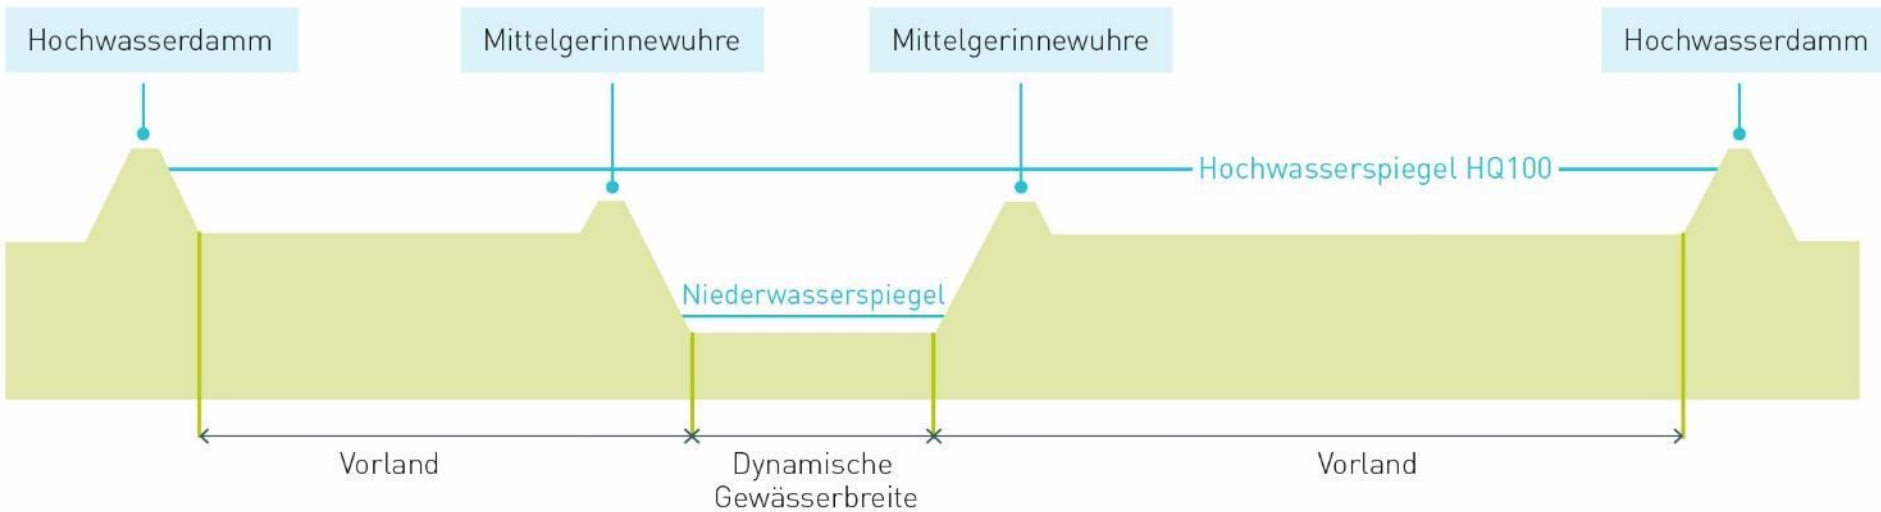 Hochwasserdamm
Mittelgerinnewuhre
Mittelgerinnewuhre
Hochwasserdamm
Hochwasserspiegel HQ100
Niederwasserspiegel
Vorland
Dynamische
Gewässerbreite
Vorland